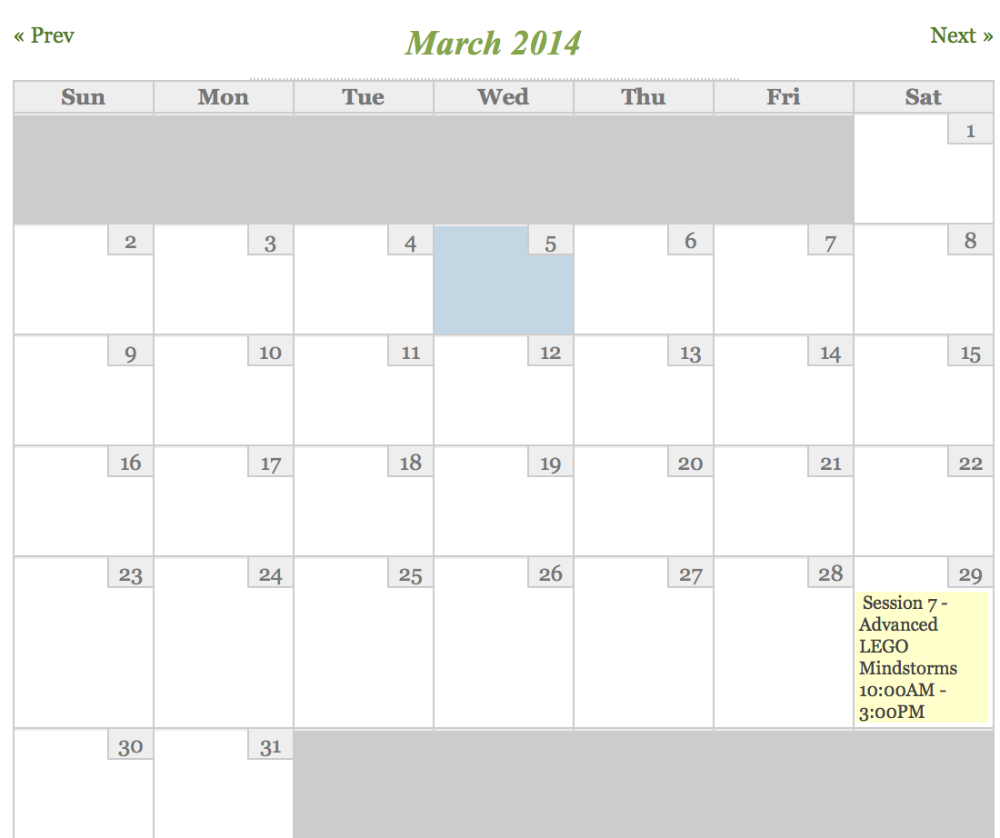 « Prev
March 2014
Next »
Sun Mon Tue Wed Thu Fri Sat
1
2 3 4 5 6 7 8
9 10 11 12 13 14 15
16 17 18 19 20 21 22
23 24 25 26 27 28 29
Session 7 -
Advanced
LEGO
Mindstorms
10:00AM -
3:00PM
30 31